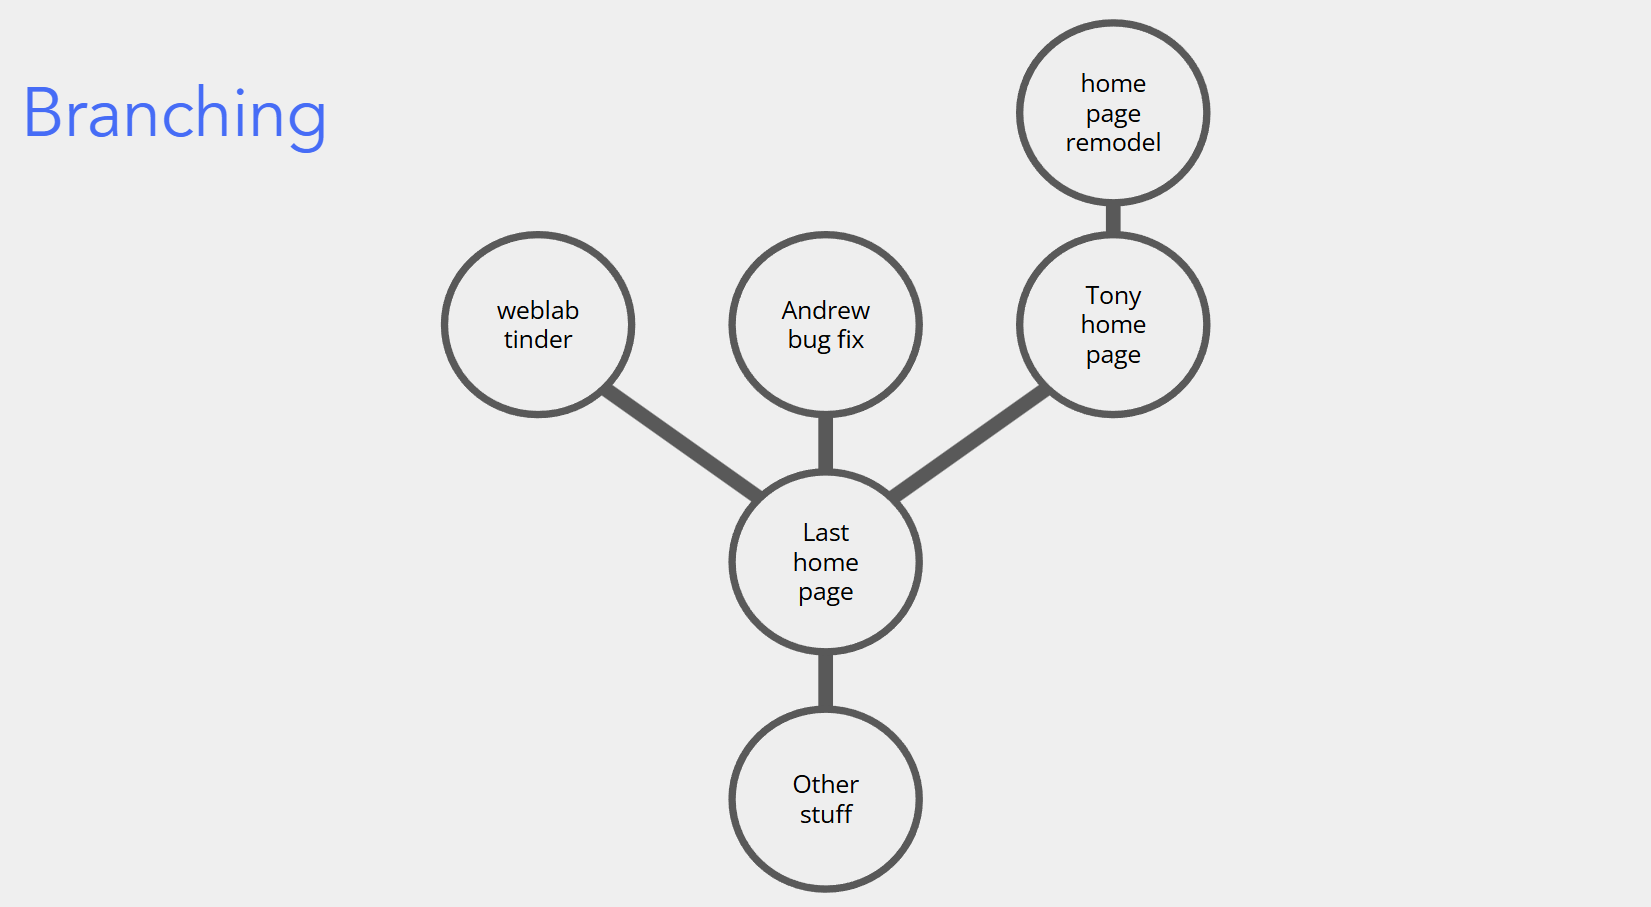 Branching
home
page
remodel
weblab
tinder
Andrew
bug fix
Tony
home
page
Last
home
page
Other
stuff